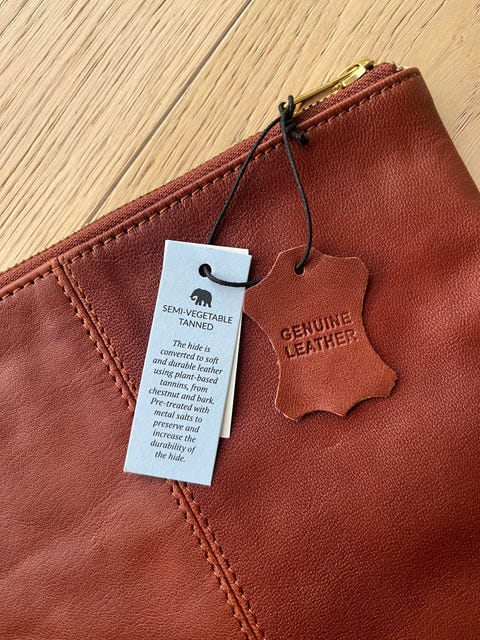 SEMI-VEGETABLE
TANNED
The hide is
converted to soft
and durable leather
using plant-based
tannins, from
chestnut and bark.
Pre-treated with
metal salts to
preserve and
increase the
durability of
the hide.
GENUINE
LEATHER